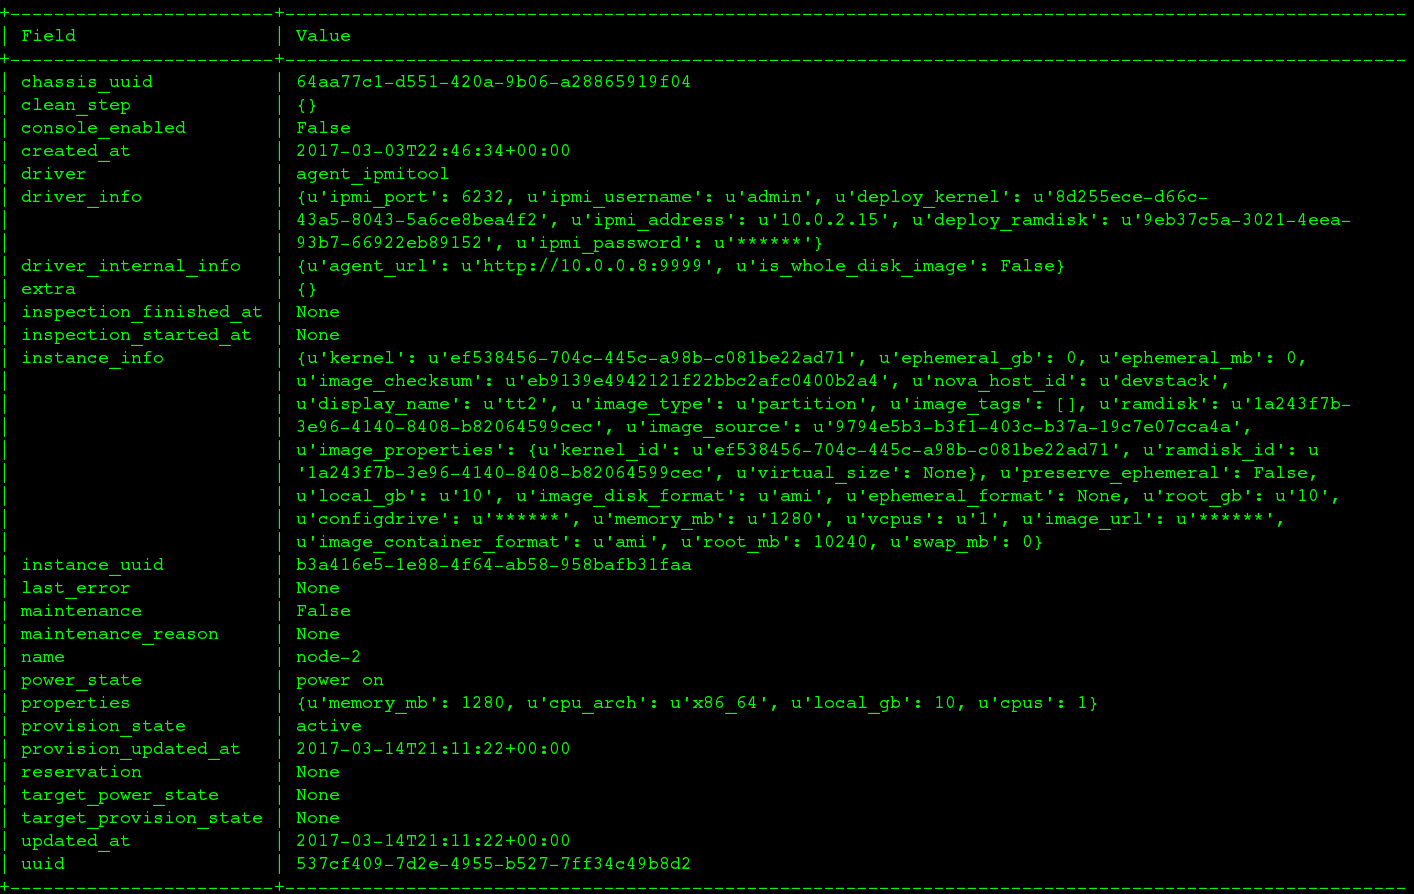 +------------------------+------------------------------------------------------------------------------------------------------
| Field                  | Value
+------------------------+------------------------------------------------------------------------------------------------------
| chassis_uuid           | 64aa77c1-d551-420a-9b06-a28865919f04
| clean_step             | {}
| console_enabled        | False
| created_at             | 2017-03-03T22:46:34+00:00
| driver                 | agent_ipmitool
| driver_info            | {u'ipmi_port': 6232, u'ipmi_username': u'admin', u'deploy_kernel': u'8d255ece-d66c-
|                        | 43a5-8043-5a6ce8bea4f2', u'ipmi_address': u'10.0.2.15', u'deploy_ramdisk': u'9eb37c5a-3021-4eea-
|                        | 93b7-66922eb89152', u'ipmi_password': u'******'}
| driver_internal_info   | {u'agent_url': u'http://10.0.0.8:9999', u'is_whole_disk_image': False}
| extra                  | {}
| inspection_finished_at | None
| inspection_started_at  | None
| instance_info          | {u'kernel': u'ef538456-704c-445c-a98b-c081be22ad71', u'ephemeral_gb': 0, u'ephemeral_mb': 0,
|                        | u'image_checksum': u'eb9139e4942121f22bbc2afc0400b2a4', u'nova_host_id': u'devstack',
|                        | u'display_name': u'tt2', u'image_type': u'partition', u'image_tags': [], u'ramdisk': u'1a243f7b-
|                        | 3e96-4140-8408-b82064599cec', u'image_source': u'9794e5b3-b3f1-403c-b37a-19c7e07cca4a',
|                        | u'image_properties': {u'kernel_id': u'ef538456-704c-445c-a98b-c081be22ad71', u'ramdisk_id': u
|                        | '1a243f7b-3e96-4140-8408-b82064599cec', u'virtual_size': None}, u'preserve_ephemeral': False,
|                        | u'local_gb': u'10', u'image_disk_format': u'ami', u'ephemeral_format': None, u'root_gb': u'10',
|                        | u'configdrive': u'******', u'memory_mb': u'1280', u'vcpus': u'1', u'image_url': u'******',
|                        | u'image_container_format': u'ami', u'root_mb': 10240, u'swap_mb': 0}
| instance_uuid          | b3a416e5-1e88-4f64-ab58-958bafb31faa
| last_error             | None
| maintenance            | False
| maintenance_reason     | None
| name                   | node-2
| power_state            | power on
| properties             | {u'memory_mb': 1280, u'cpu_arch': u'x86_64', u'local_gb': 10, u'cpus': 1}
| provision_state        | active
| provision_updated_at   | 2017-03-14T21:11:22+00:00
| reservation            | None
| target_power_state     | None
| target_provision_state | None
| updated_at             | 2017-03-14T21:11:22+00:00
| uuid                   | 537cf409-7d2e-4955-b527-7ff34c49b8d2
+------------------------+------------------------------------------------------------------------------------------------------